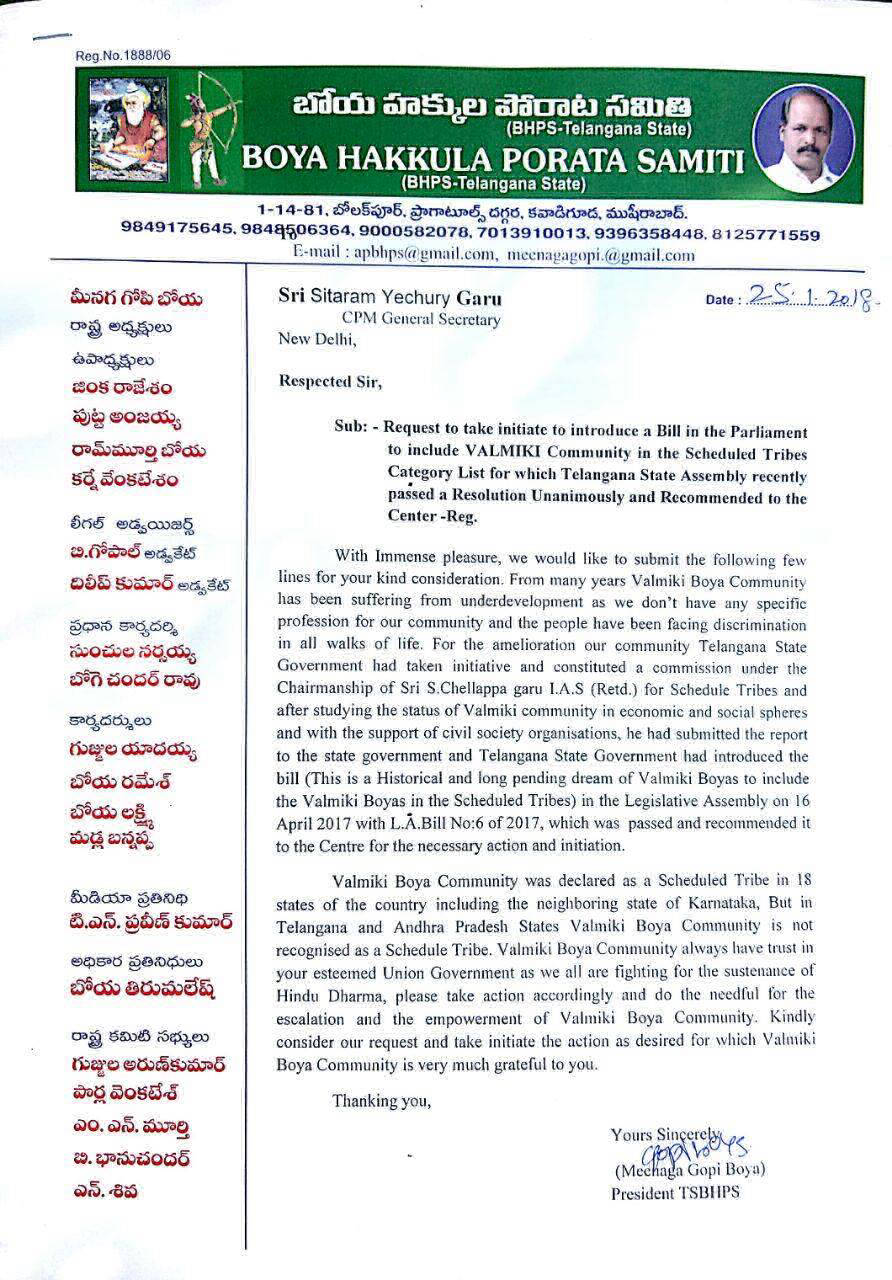 Reg.No.1888/06
బోయ హక్కుల పోరాట సమితి
(BHPS-Telangana State)
BOYA HAKKULA PORATA SAMITI
(BHPS-Telangana State)
1-14-81, బోలక్‌పూర్, ప్రాగాటూల్స్ దగ్గర, కవాడిగూడ, ముషీరాబాద్.
9849175645, 9848506364, 9000582078, 7013910013, 9396358448, 8125771559
E-mail : apbhps@gmail.com, meenagagopi.@gmail.com
మీనగ గోపి బోయ
రాష్ట్ర అధ్యక్షులు
ఉపాధ్యక్షులు
జింక రాజేశం
పుట్ట అంజయ్య
రామ్‌మూర్తి బోయ
కర్నే వేంకటేశం
లీగల్ అడ్వయిజర్స్
బి.గోపాల్ అడ్వకేట్
దిలీప్ కుమార్ అడ్వకేట్
ప్రధాన కార్యదర్శి
సుంచుల నర్సయ్య
బోగె చందర్ రావు
కార్యదర్శులు
గుజ్జుల యాదయ్య
బోయ రమేశ్
బోయ లక్ష్మి
మడ్ల బన్నప్ప
మీడియా ప్రతినిథి
టి.ఎన్. ప్రవీణ్ కుమార్
అధికార ప్రతినిధులు
బోయ తిరుమలేష్
రాష్ట్ర కమిటి సభ్యులు
గుజ్జుల అరుణ్‌కుమార్
పార్ల వెంకటేశ్
ఎం. ఎన్. మూర్తి
బి. భానుచందర్
ఎన్. శివ
Sri Sitaram Yechury Garu
Date : 25.1.2018.
CPM General Secretary
New Delhi,
Respected Sir,
Sub: - Request to take initiate to introduce a Bill in the Parliament
to include VALMIKI Community in the Scheduled Tribes
Category List for which Telangana State Assembly recently
passed a Resolution Unanimously and Recommended to the
Center -Reg.
With Immense pleasure, we would like to submit the following few
lines for your kind consideration. From many years Valmiki Boya Community
has been suffering from underdevelopment as we don't have any specific
profession for our community and the people have been facing discrimination
in all walks of life. For the amelioration our community Telangana State
Government had taken initiative and constituted a commission under the
Chairmanship of Sri S.Chellappa garu I.A.S (Retd.) for Schedule Tribes and
after studying the status of Valmiki community in economic and social spheres
and with the support of civil society organisations, he had submitted the report
to the state government and Telangana State Government had introduced the
bill (This is a Historical and long pending dream of Valmiki Boyas to include
the Valmiki Boyas in the Scheduled Tribes) in the Legislative Assembly on 16
April 2017 with L.A.Bill No:6 of 2017, which was passed and recommended it
to the Centre for the necessary action and initiation.
Valmiki Boya Community was declared as a Scheduled Tribe in 18
states of the country including the neighboring state of Karnataka, But in
Telangana and Andhra Pradesh States Valmiki Boya Community is not
recognised as a Schedule Tribe. Valmiki Boya Community always have trust in
your esteemed Union Government as we all are fighting for the sustenance of
Hindu Dharma, please take action accordingly and do the needful for the
escalation and the empowerment of Valmiki Boya Community. Kindly
consider our request and take initiate the action as desired for which Valmiki
Boya Community is very much grateful to you.
Thanking you,
Yours Sincerely
(Meenaga Gopi Boya)
President TSBHPS